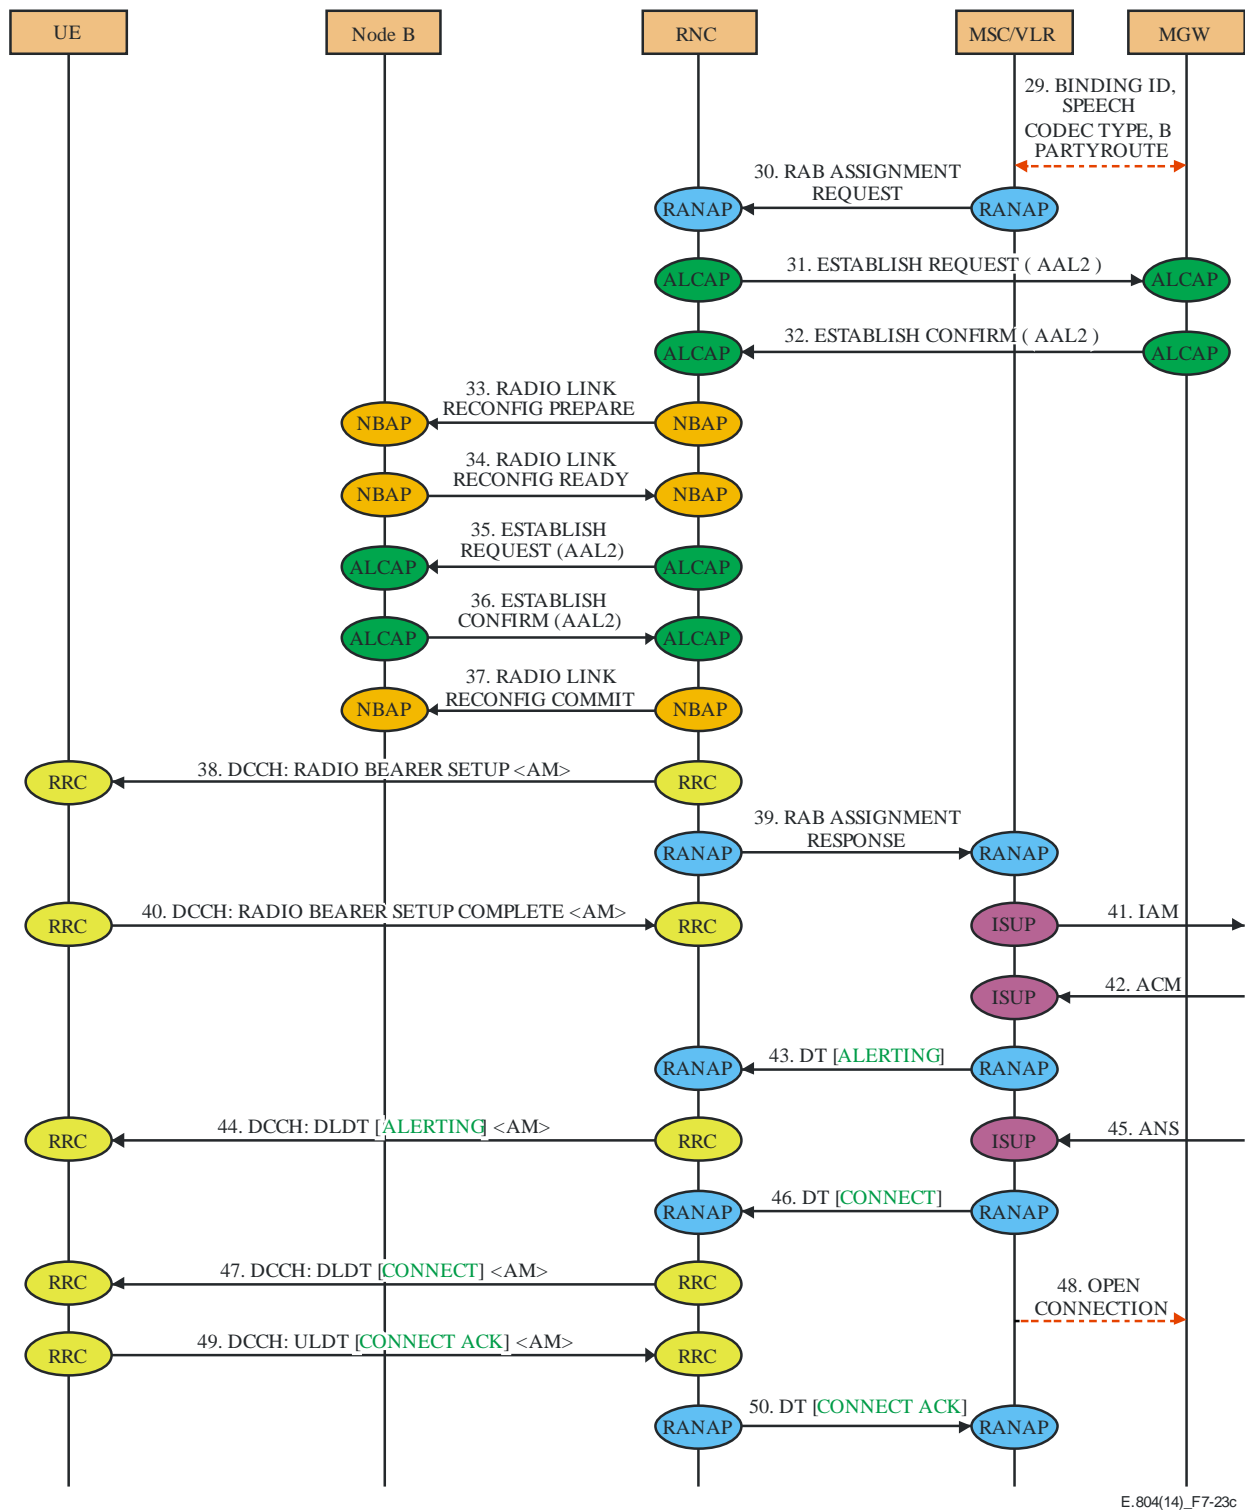 UE
Node B
RNC
MSC/VLR
MGW
29. BINDING ID,
SPEECH
CODEC TYPE, B
PARTYROUTE
30. RAB ASSIGNMENT
REQUEST
RANAP
RANAP
31. ESTABLISH REQUEST ( AAL2 )
ALCAP
ALCAP
32. ESTABLISH CONFIRM ( AAL2 )
ALCAP
ALCAP
33. RADIO LINK
RECONFIG PREPARE
NBAP
NBAP
34. RADIO LINK
RECONFIG READY
NBAP
NBAP
35. ESTABLISH
REQUEST (AAL2)
ALCAP
ALCAP
36. ESTABLISH
CONFIRM (AAL2)
ALCAP
ALCAP
37. RADIO LINK
RECONFIG COMMIT
NBAP
NBAP
38. DCCH: RADIO BEARER SETUP <AM>
RRC
RRC
39. RAB ASSIGNMENT
RESPONSE
RANAP
RANAP
40. DCCH: RADIO BEARER SETUP COMPLETE <AM>
RRC
RRC
ISUP
41. IAM
ISUP
42. ACM
43. DT [ALERTING]
RANAP
RANAP
44. DCCH: DLDT [ALERTING] <AM>
RRC
RRC
ISUP
45. ANS
46. DT [CONNECT]
RANAP
RANAP
47. DCCH: DLDT [CONNECT] <AM>
RRC
RRC
48. OPEN
CONNECTION
49. DCCH: ULDT [CONNECT ACK] <AM>
RRC
RRC
50. DT [CONNECT ACK]
RANAP
RANAP
E.804(14)_F7-23c